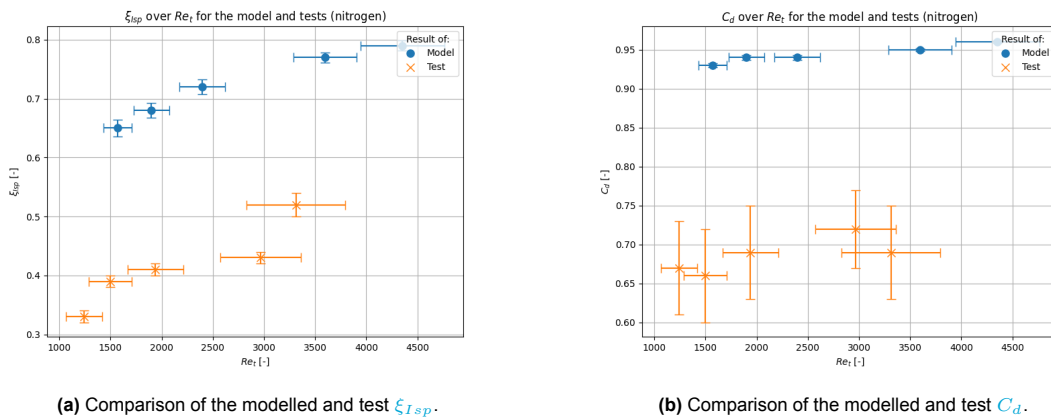 ξIsp over Ret for the model and tests (nitrogen)
0.8
0.7
0.6
0.5
0.4
0.3
ξIsp [-]
1000 1500 2000 2500 3000 3500 4000 4500
Ret [-]
Result of:
Model
Test
(a) Comparison of the modelled and test ξIsp.
Cd over Ret for the model and tests (nitrogen)
0.95
0.90
0.85
0.80
0.75
0.70
0.65
0.60
Cd [-]
1000 1500 2000 2500 3000 3500 4000 4500
Ret [-]
Result of:
Model
Test
(b) Comparison of the modelled and test Cd.